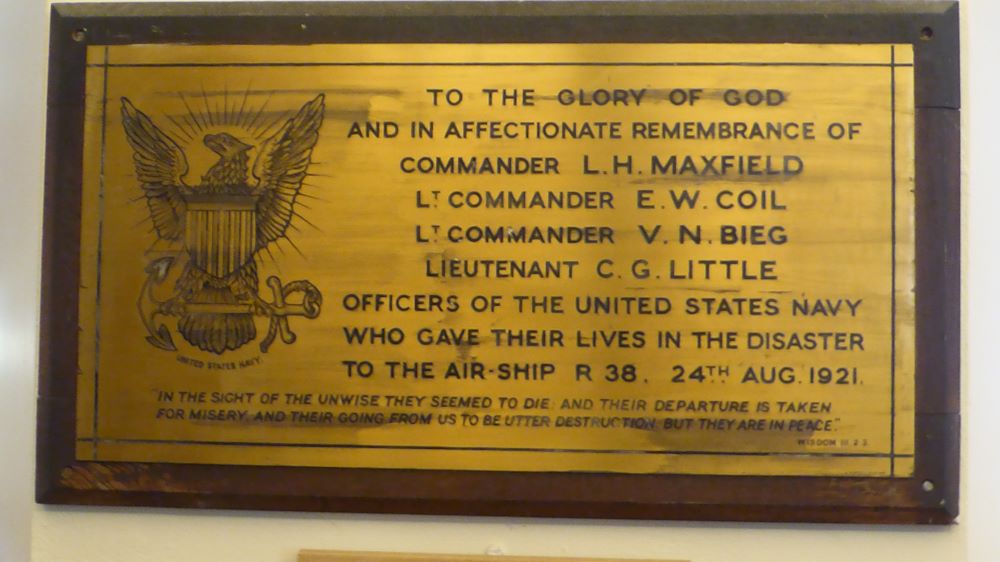 TO THE GLORY OF GOD
AND IN AFFECTIONATE REMEMBRANCE OF
COMMANDER L.H. MAXFIELD
LT COMMANDER E.W. COIL
LT COMMANDER V.N. BIEG
LIEUTENANT C.G. LITTLE
OFFICERS OF THE UNITED STATES NAVY
WHO GAVE THEIR LIVES IN THE DISASTER
TO THE AIR-SHIP R 38. 24TH AUG. 1921.
UNITED STATES NAVY.
"IN THE SIGHT OF THE UNWISE THEY SEEMED TO DIE: AND THEIR DEPARTURE IS TAKEN
FOR MISERY, AND THEIR GOING FROM US TO BE UTTER DESTRUCTION, BUT THEY ARE IN PEACE."
WISDOM III 2 3.